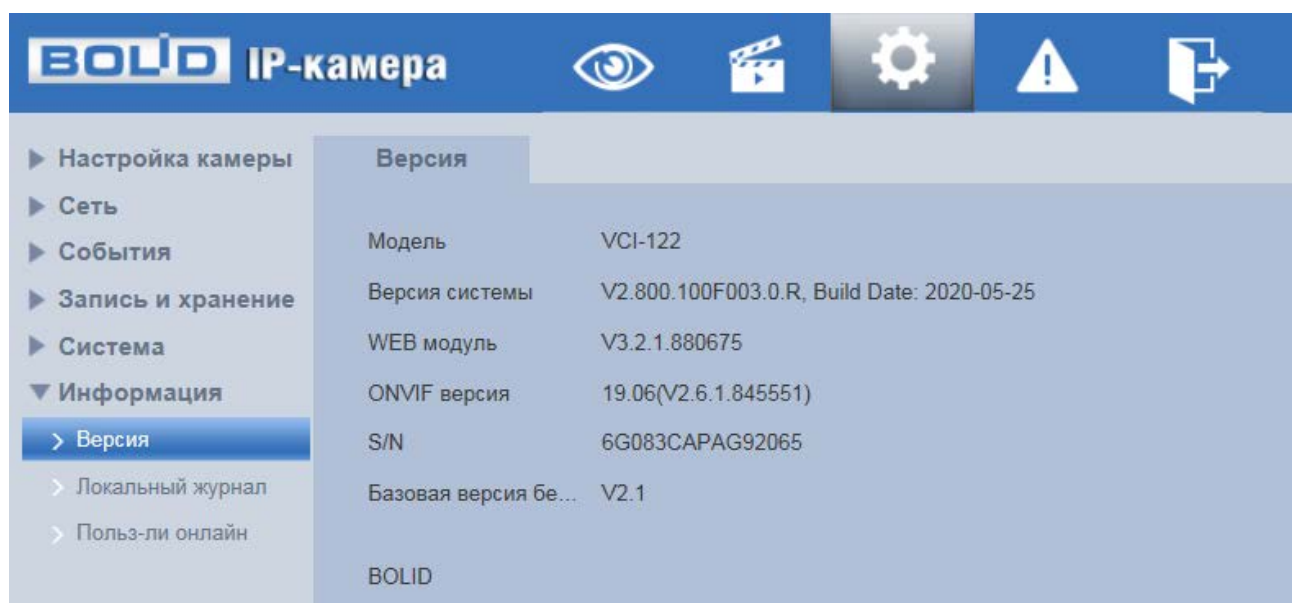 BOLID IP-камера
Настройка камеры
Сеть
События
Запись и хранение
Система
Информация
Версия
Локальный журнал
Польз-ли онлайн
Версия
Модель VCI-122
Версия системы V2.800.100F003.0.R, Build Date: 2020-05-25
WEB модуль V3.2.1.880675
ONVIF версия 19.06(V2.6.1.845551)
S/N 6G083CAPAG92065
Базовая версия бе... V2.1
BOLID